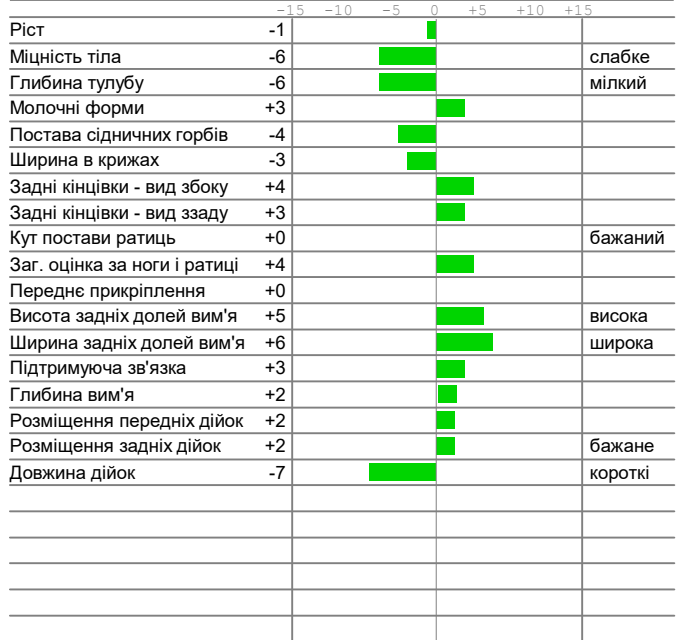 -15 -10 -5 0 +5 +10 +15
Ріст -1
Міцність тіла -6 слабке
Глибина тулубу -6 мілкий
Молочні форми +3
Постава сідничних горбів -4
Ширина в крижах -3
Задні кінцівки - вид збоку +4
Задні кінцівки - вид ззаду +3
Кут постави ратиць +0 бажаний
Заг. оцінка за ноги і ратиці +4
Переднє прикріплення +0
Висота задніх долей вим'я +5 висока
Ширина задніх долей вим'я +6 широка
Підтримуюча зв'язка +3
Глибина вим'я +2
Розміщення передніх дійок +2
Розміщення задніх дійок +2 бажане
Довжина дійок -7 короткі